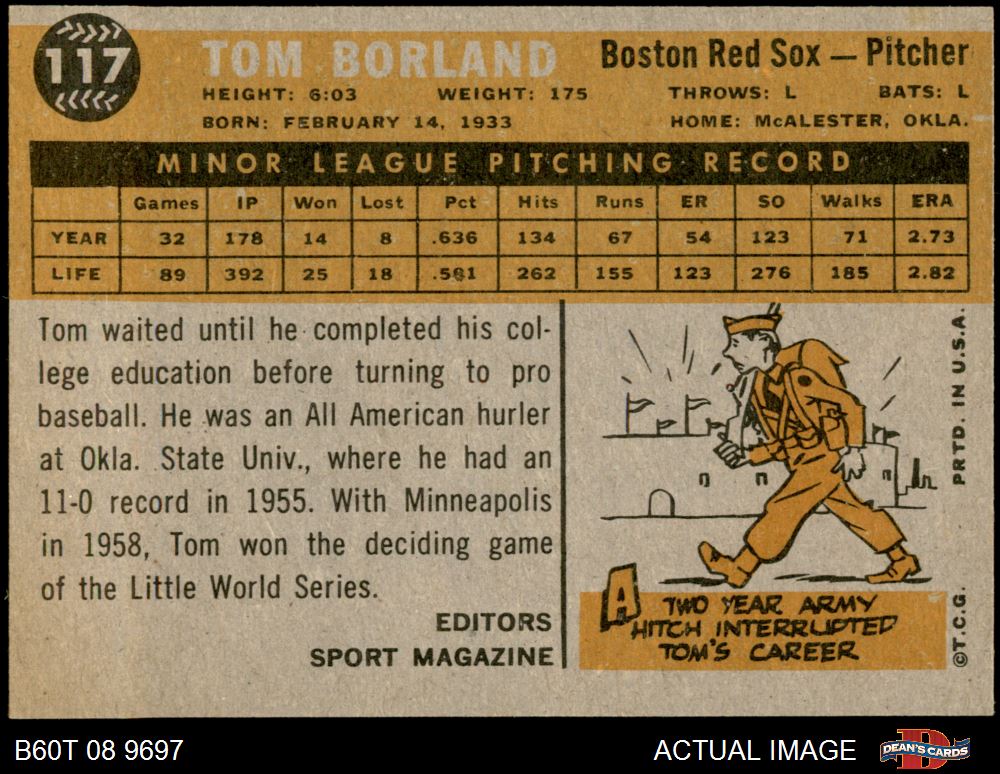 117
TOM BORLAND
Boston Red Sox — Pitcher
HEIGHT: 6:03 WEIGHT: 175 THROWS: L BATS: L
BORN: FEBRUARY 14, 1933 HOME: McALESTER, OKLA.
MINOR LEAGUE PITCHING RECORD
Games IP Won Lost Pct Hits Runs ER SO Walks ERA
YEAR 32 178 14 8 .636 134 67 54 123 71 2.73
LIFE 89 392 25 18 .581 262 155 123 276 185 2.82
Tom waited until he completed his col-
lege education before turning to pro
baseball. He was an All American hurler
at Okla. State Univ., where he had an
11-0 record in 1955. With Minneapolis
in 1958, Tom won the deciding game
of the Little World Series.
EDITORS
SPORT MAGAZINE
A TWO YEAR ARMY
HITCH INTERRUPTED
TOM'S CAREER
©T.C.G. PRTD. IN U.S.A.
B60T 08 9697 ACTUAL IMAGE
DEAN'S CARDS